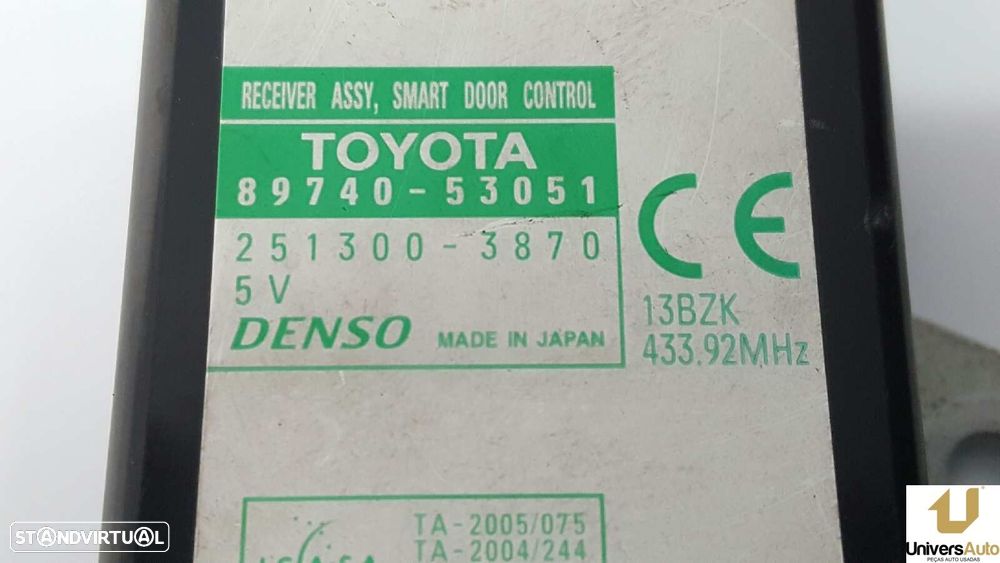 RECEIVER ASSY, SMART DOOR CONTROL
TOYOTA
89740-53051
251300-3870
5V
DENSO MADE IN JAPAN
CE
13BZK
433.92MHz
TA-2005/075
TA-2004/244
STANDVIRTUAL
UniversAuto
PEÇAS AUTO USADAS